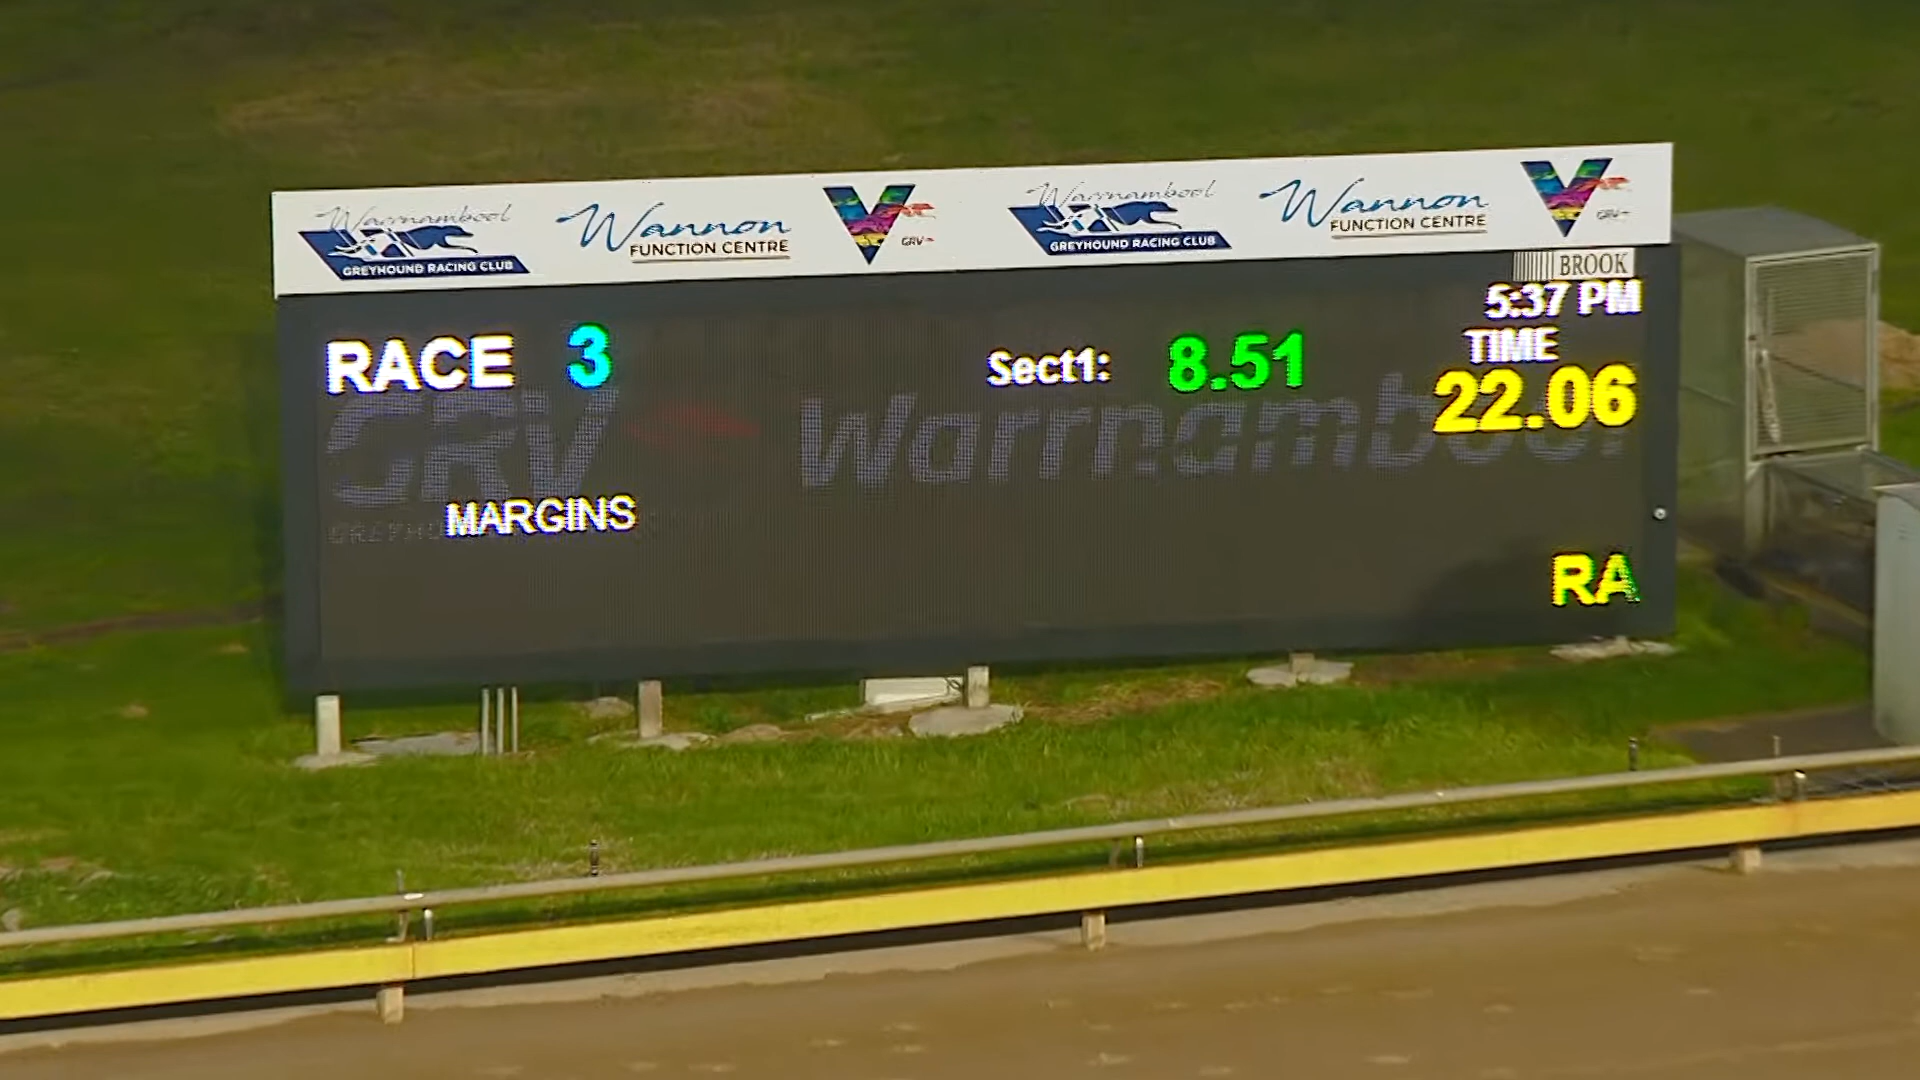 Warrnambool
GREYHOUND RACING CLUB
Wannon
FUNCTION CENTRE
GRV
Warrnambool
GREYHOUND RACING CLUB
Wannon
FUNCTION CENTRE
GRV
BROOK
5:37 PM
RACE 3
Sect1: 8.51
TIME
22.06
GRV
Warrnambool
MARGINS
RA